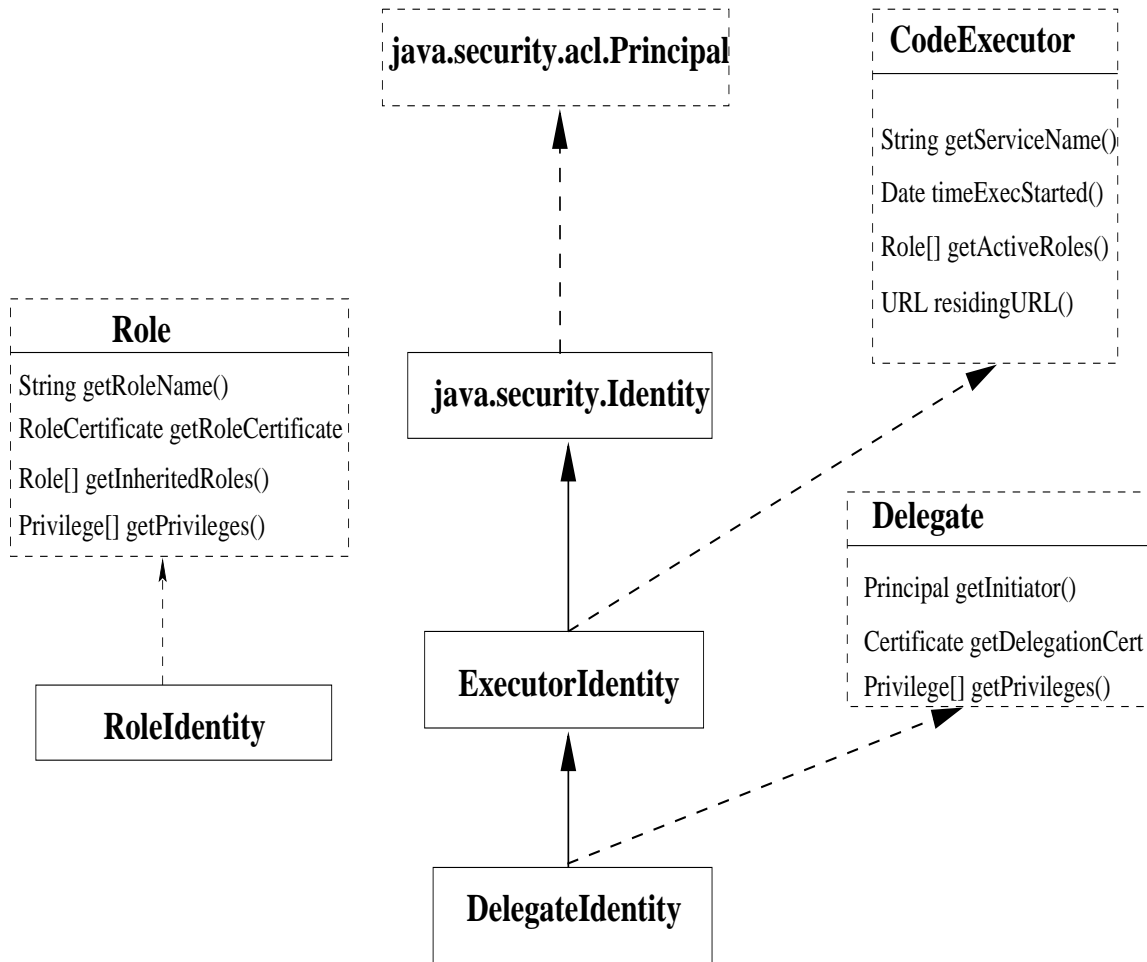 java.security.acl.Principal
CodeExecutor
String getServiceName()
Date timeExecStarted()
Role[] getActiveRoles()
URL residingURL()
Role
String getRoleName()
RoleCertificate getRoleCertificate
Role[] getInheritedRoles()
Privilege[] getPrivileges()
java.security.Identity
Delegate
Principal getInitiator()
Certificate getDelegationCert
Privilege[] getPrivileges()
ExecutorIdentity
RoleIdentity
DelegateIdentity